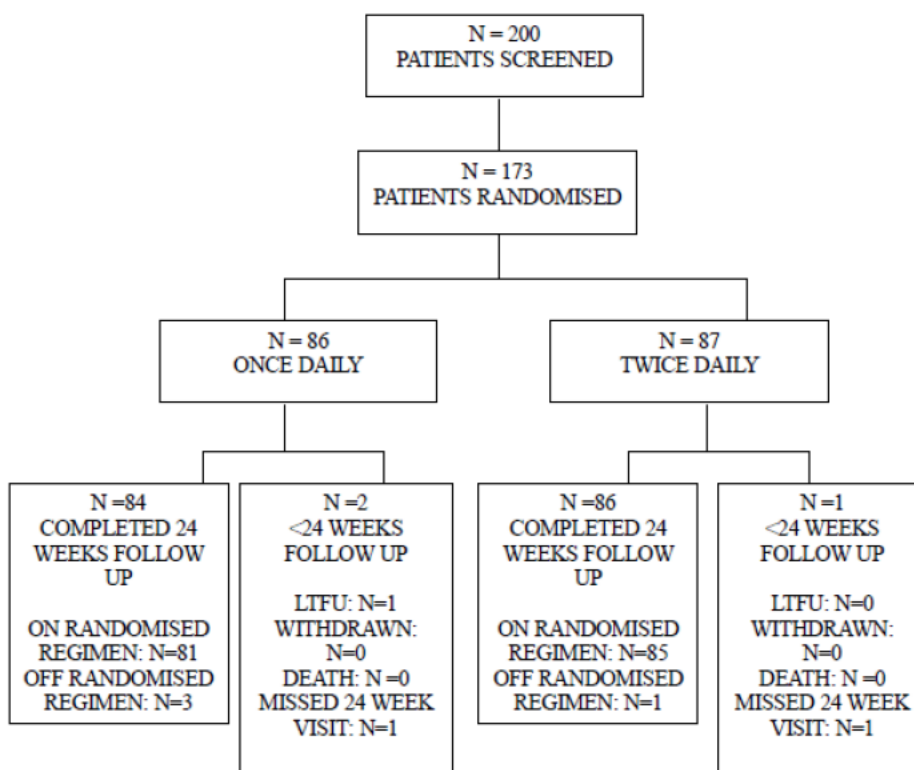 N = 200
PATIENTS SCREENED
N = 173
PATIENTS RANDOMISED
N = 86
ONCE DAILY
N = 87
TWICE DAILY
N =84
COMPLETED 24
WEEKS FOLLOW
UP
ON RANDOMISED
REGIMEN: N=81
OFF RANDOMISED
REGIMEN: N=3
N =2
<24 WEEKS
FOLLOW UP
LTFU: N=1
WITHDRAWN:
N=0
DEATH: N =0
MISSED 24 WEEK
VISIT: N=1
N =86
COMPLETED 24
WEEKS FOLLOW
UP
ON RANDOMISED
REGIMEN: N=85
OFF RANDOMISED
REGIMEN: N=1
N =1
<24 WEEKS
FOLLOW UP
LTFU: N=0
WITHDRAWN:
N=0
DEATH: N =0
MISSED 24 WEEK
VISIT: N=1